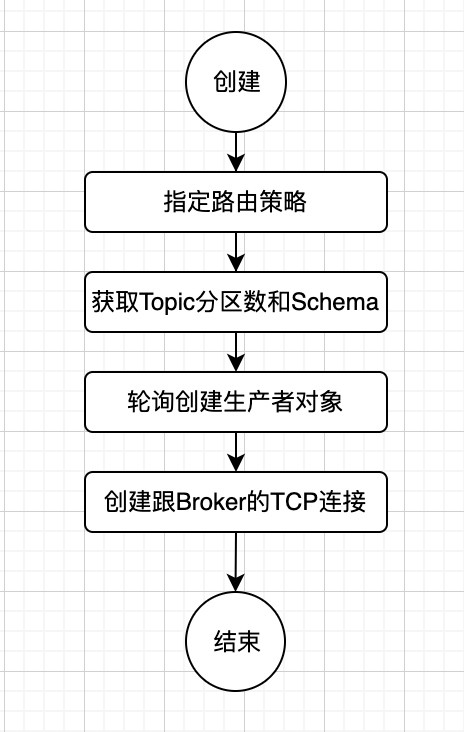 创建
指定路由策略
获取Topic分区数和Schema
轮询创建生产者对象
创建跟Broker的TCP连接
结束